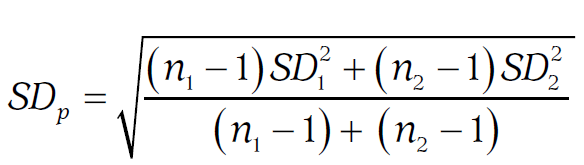 SD_p = √(((n_1 − 1)SD_1^2 + (n_2 − 1)SD_2^2) / ((n_1 − 1) + (n_2 − 1)))